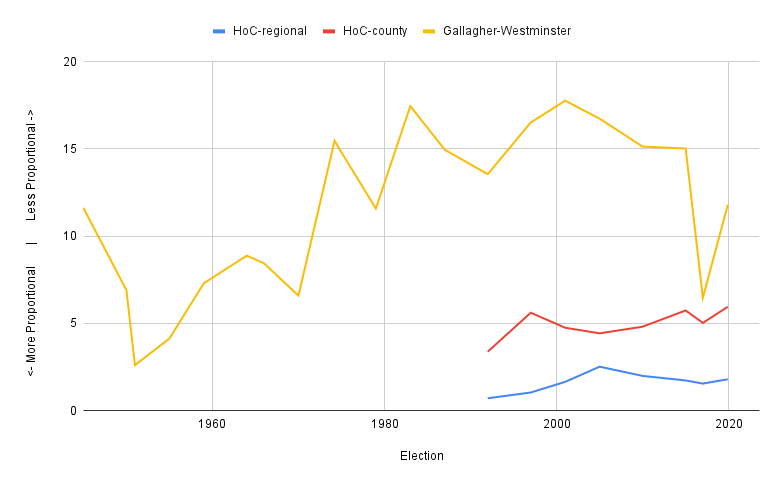 HoC-regional HoC-county Gallagher-Westminster
20
15
10
5
0
<- More Proportional | Less Proportional ->
1960 1980 2000 2020
Election